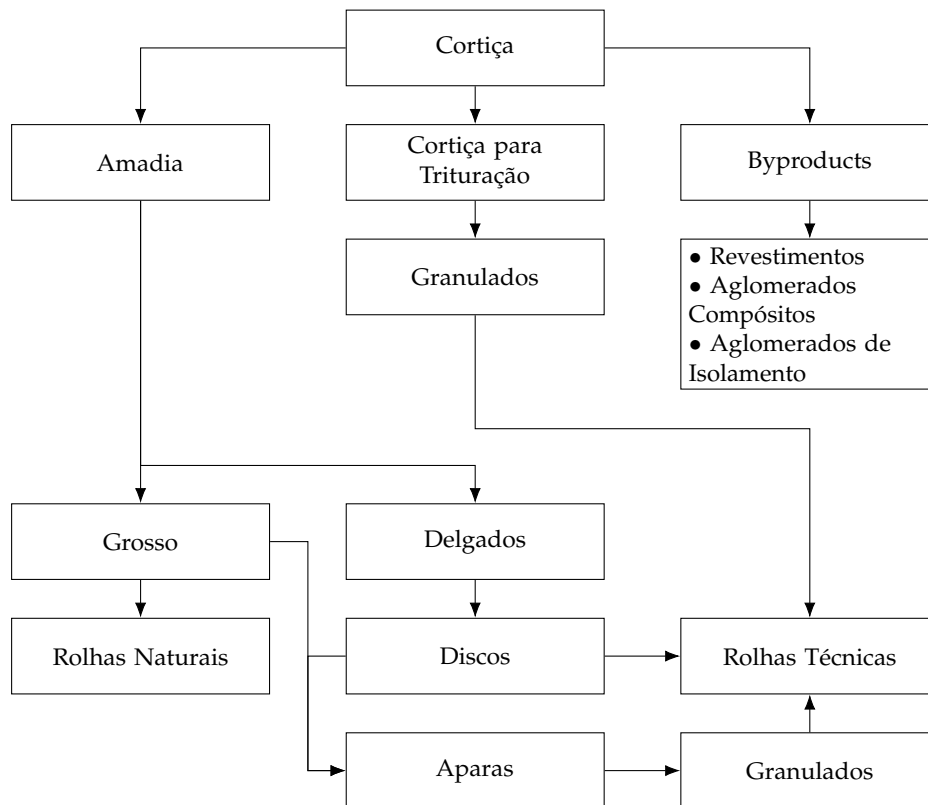 Cortiça
Amadia
Cortiça para
Trituração
Byproducts
Granulados
● Revestimentos
● Aglomerados
Compósitos
● Aglomerados de
Isolamento
Grosso
Delgados
Rolhas Naturais
Discos
Rolhas Técnicas
Aparas
Granulados